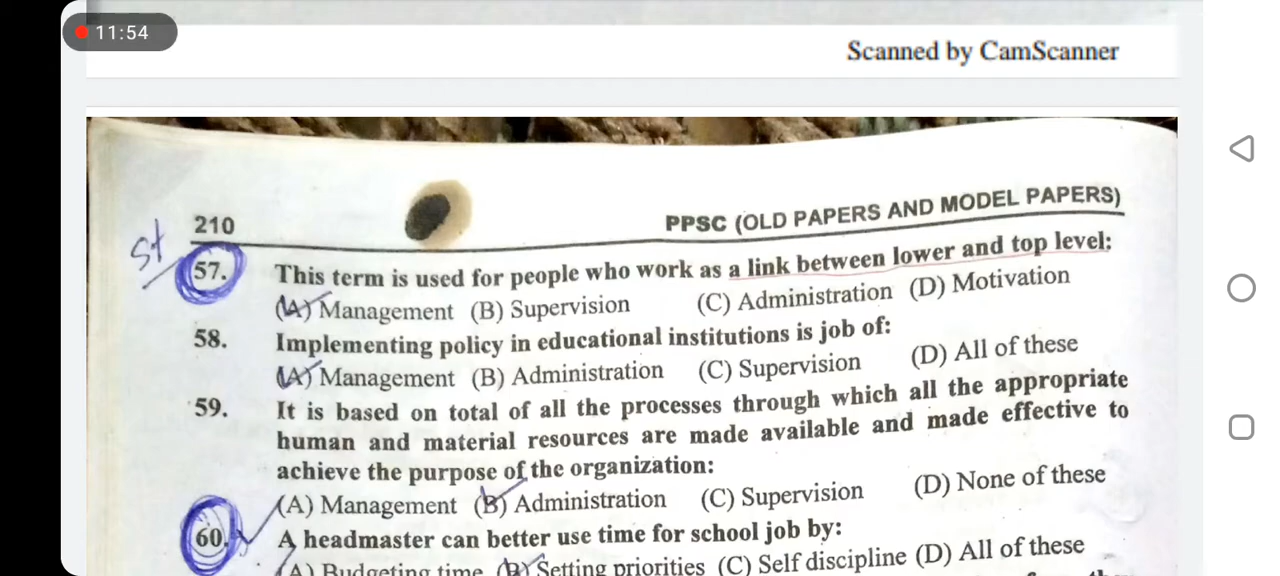 11:54
Scanned by CamScanner
210
PPSC (OLD PAPERS AND MODEL PAPERS)
St
57. This term is used for people who work as a link between lower and top level:
(A) Management (B) Supervision (C) Administration (D) Motivation
58. Implementing policy in educational institutions is job of:
(A) Management (B) Administration (C) Supervision (D) All of these
59. It is based on total of all the processes through which all the appropriate
human and material resources are made available and made effective to
achieve the purpose of the organization:
(A) Management (B) Administration (C) Supervision (D) None of these
60. A headmaster can better use time for school job by:
(A) Budgeting time (B) Setting priorities (C) Self discipline (D) All of these